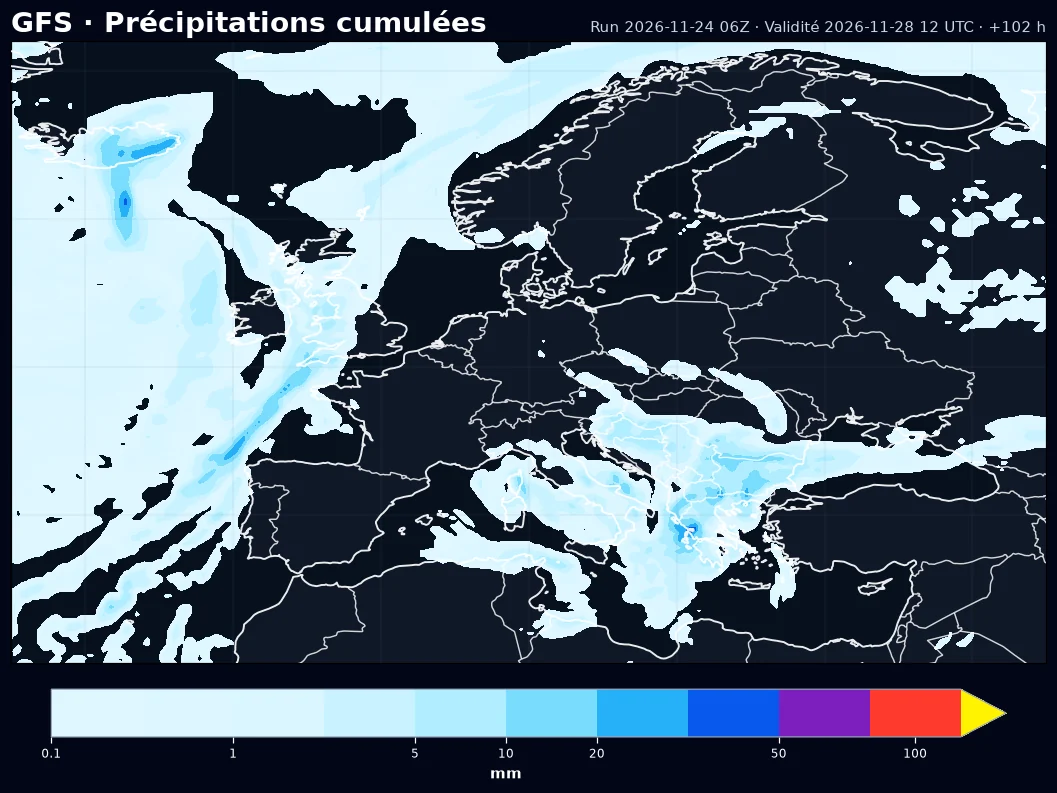 GFS · Précipitations cumulées
Run 2026-11-24 06Z · Validité 2026-11-28 12 UTC · +102 h
0.1 1 5 10 20 50 100
mm